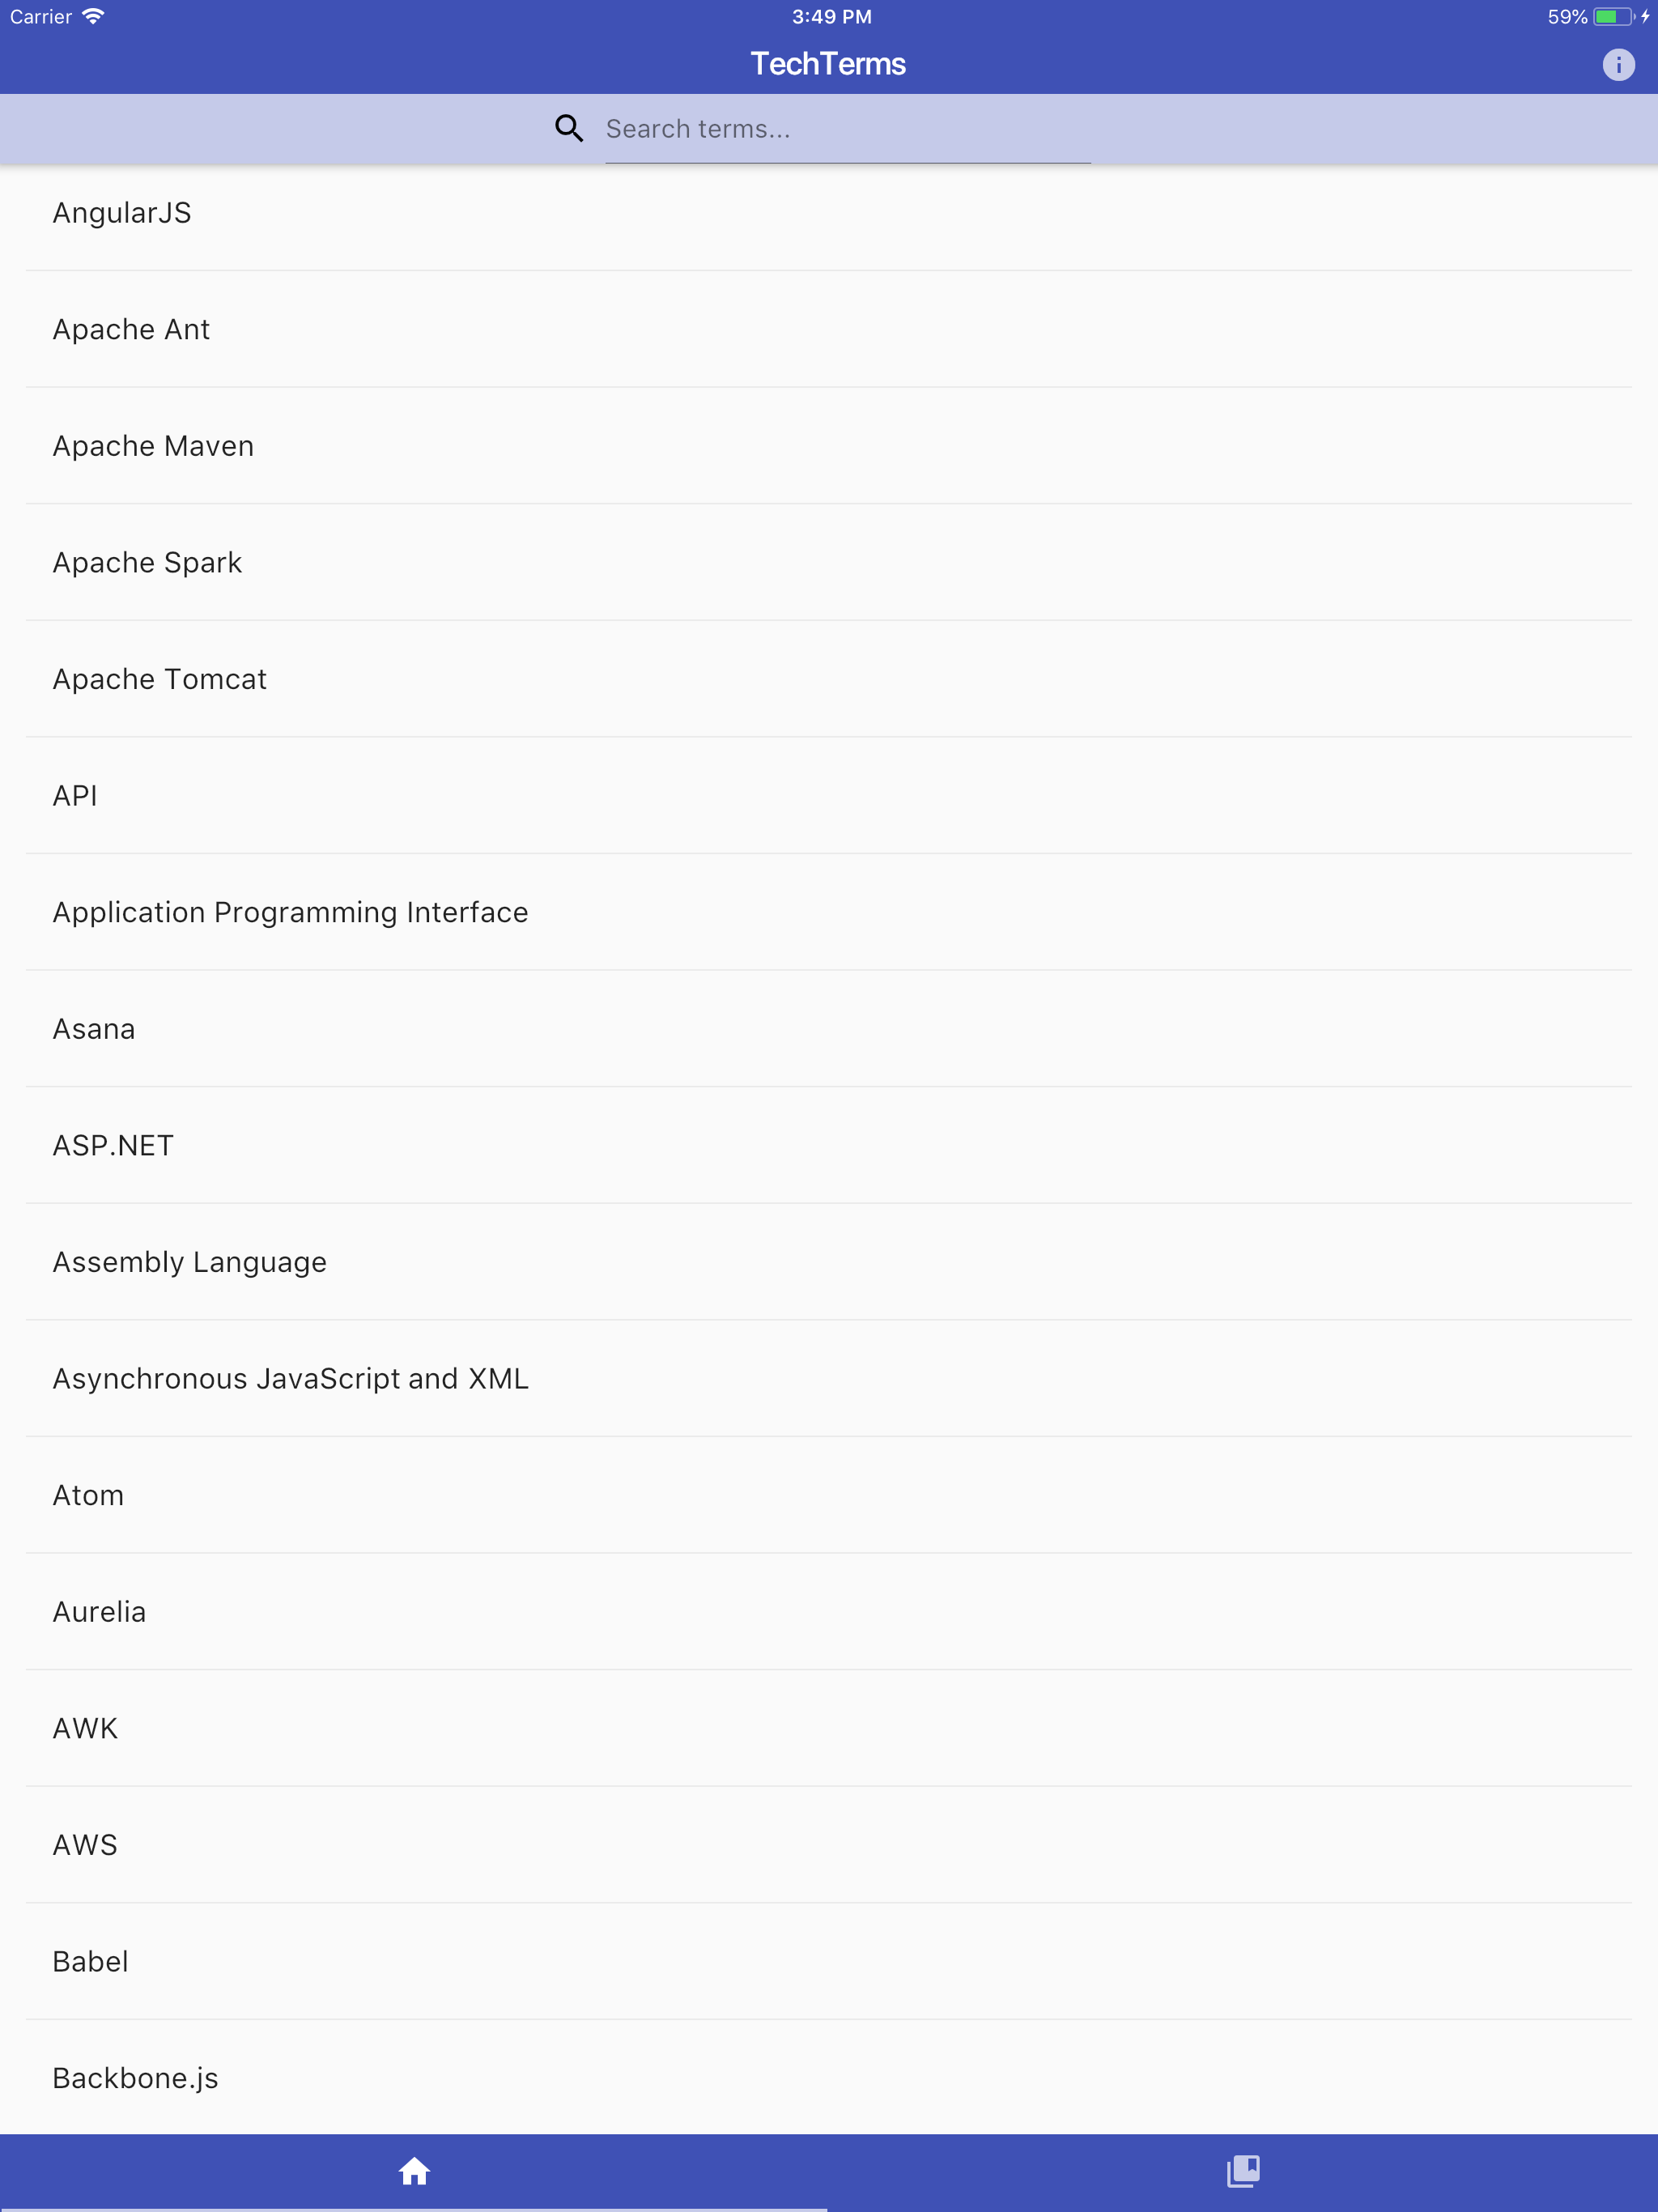 Carrier 3:49 PM 59%
TechTerms
Search terms...
AngularJS
Apache Ant
Apache Maven
Apache Spark
Apache Tomcat
API
Application Programming Interface
Asana
ASP.NET
Assembly Language
Asynchronous JavaScript and XML
Atom
Aurelia
AWK
AWS
Babel
Backbone.js